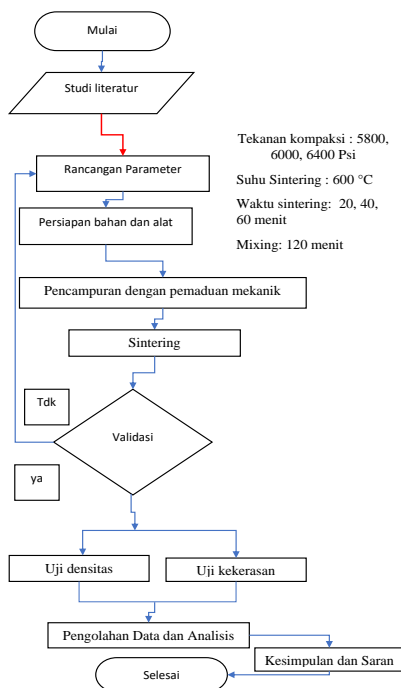 Mulai
Studi literatur
Tekanan kompaksi : 5800,
6000, 6400 Psi
Suhu Sintering : 600 °C
Waktu sintering: 20, 40,
60 menit
Mixing: 120 menit
Rancangan Parameter
Persiapan bahan dan alat
Pencampuran dengan pemaduan mekanik
Sintering
Tdk
Validasi
ya
Uji densitas
Uji kekerasan
Pengolahan Data dan Analisis
Kesimpulan dan Saran
Selesai